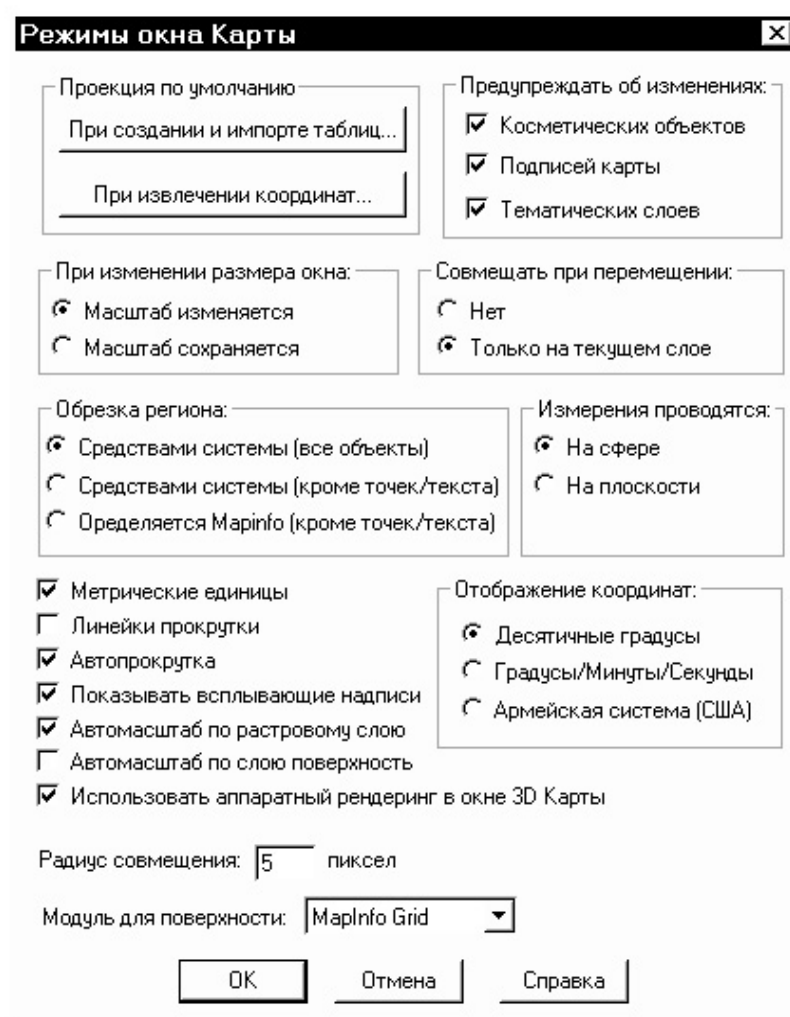 Режимы окна Карты
Проекция по умолчанию
При создании и импорте таблиц...
При извлечении координат...
Предупреждать об изменениях:
Косметических объектов
Подписей карты
Тематических слоев
При изменении размера окна:
Масштаб изменяется
Масштаб сохраняется
Совмещать при перемещении:
Нет
Только на текущем слое
Обрезка региона:
Средствами системы (все объекты)
Средствами системы (кроме точек/текста)
Оределяется Mapinfo (кроме точек/текста)
Измерения проводятся:
На сфере
На плоскости
Метрические единицы
Линейки прокрутки
Автопрокрутка
Показывать всплывающие надписи
Автомасштаб по растровому слою
Автомасштаб по слою поверхность
Использовать аппаратный рендеринг в окне 3D Карты
Отображение координат:
Десятичные градусы
Градусы/Минуты/Секунды
Армейская система (США)
Радиус совмещения: 5 пиксел
Модуль для поверхности: MapInfo Grid
OK Отмена Справка